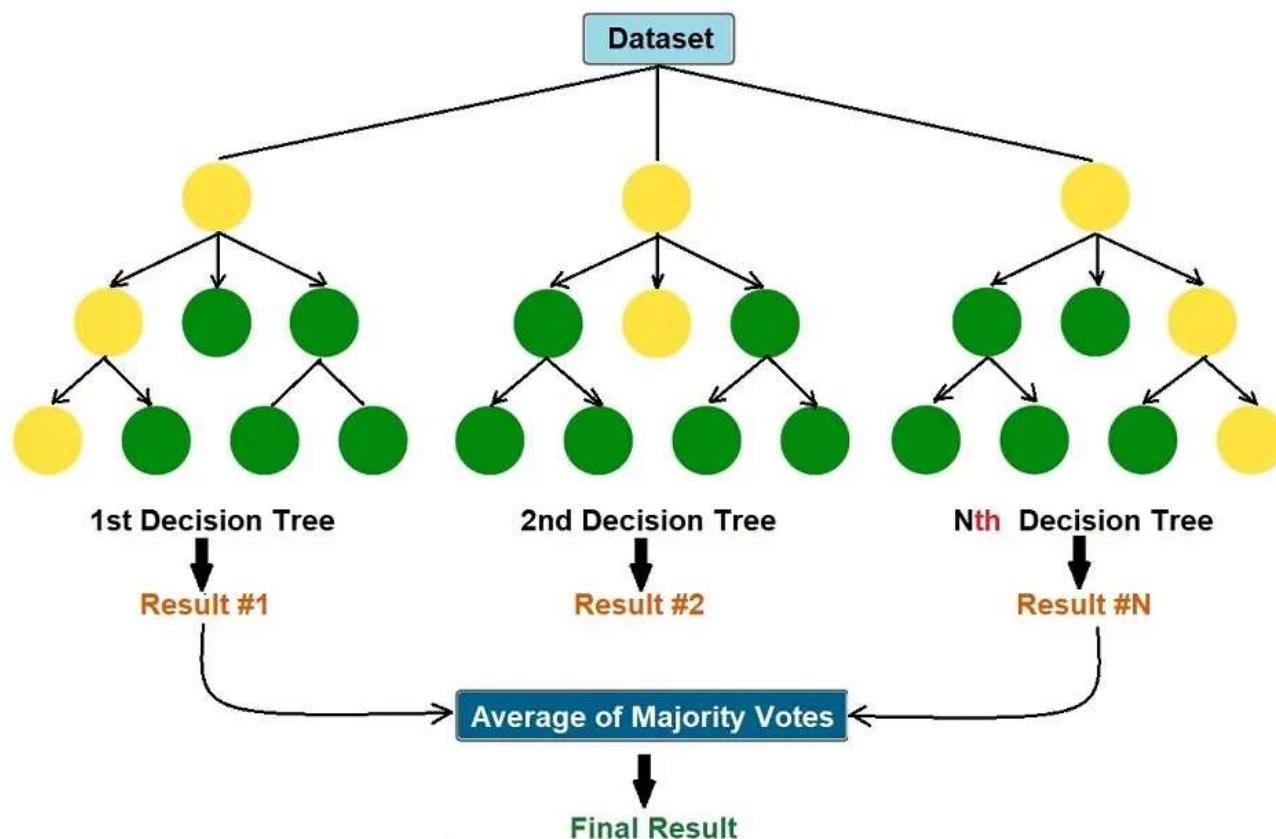 Dataset
1st Decision Tree
2nd Decision Tree
Nth Decision Tree
Result #1
Result #2
Result #N
Average of Majority Votes
Final Result